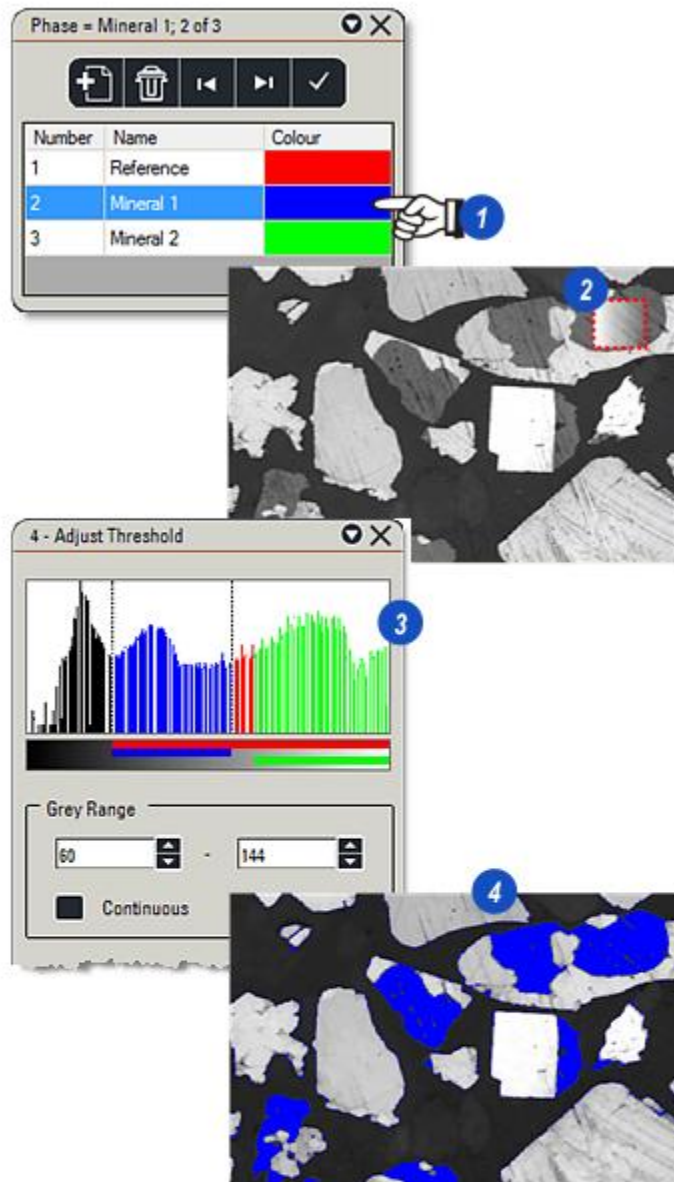 Phase = Mineral 1; 2 of 3
Number Name Colour
1 Reference
2 Mineral 1
3 Mineral 2
1
2
4 - Adjust Threshold
3
Grey Range
60 - 144
Continuous
4